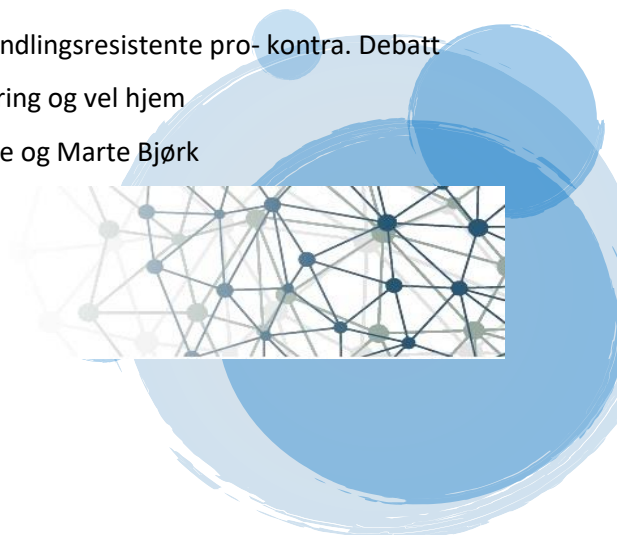 ndlingsresistente pro- kontra. Debatt
ring og vel hjem
e og Marte Bjørk